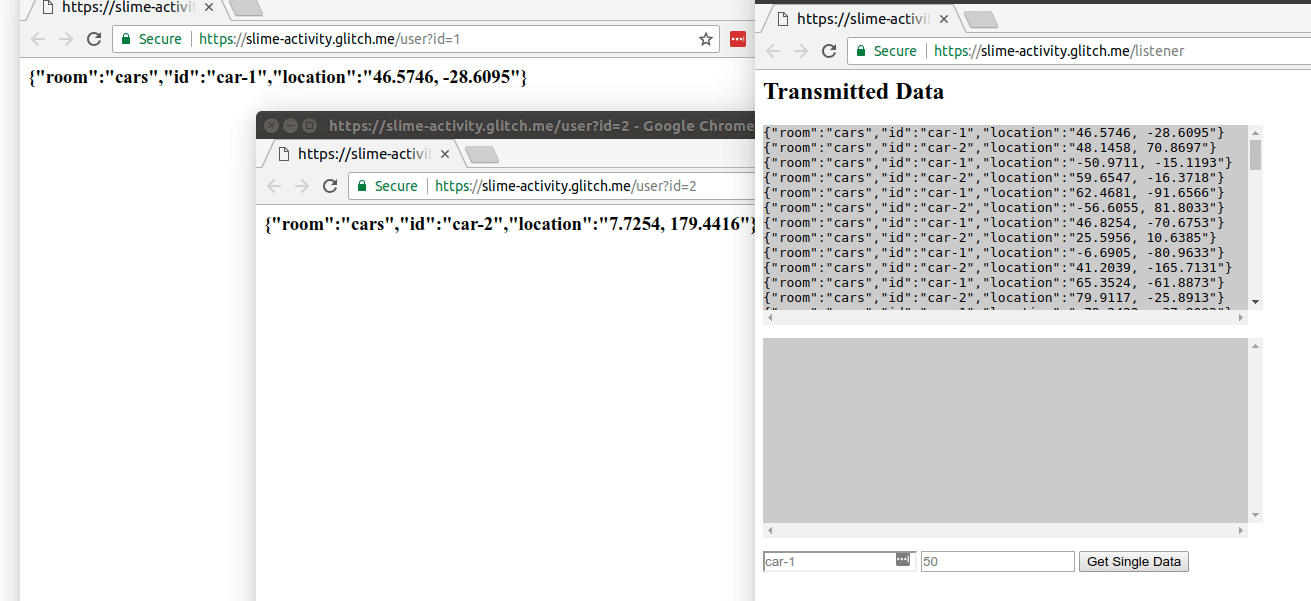 https://slime-activit
Secure https://slime-activity.glitch.me/user?id=1
{"room":"cars","id":"car-1","location":"46.5746, -28.6095"}
https://slime-activity.glitch.me/user?id=2 - Google Chrome
https://slime-activit
Secure https://slime-activity.glitch.me/user?id=2
{"room":"cars","id":"car-2","location":"7.7254, 179.4416"}
https://slime-activit
Secure https://slime-activity.glitch.me/listener
Transmitted Data
{"room":"cars","id":"car-1","location":"46.5746, -28.6095"}
{"room":"cars","id":"car-2","location":"48.1458, 70.8697"}
{"room":"cars","id":"car-1","location":"-50.9711, -15.1193"}
{"room":"cars","id":"car-2","location":"59.6547, -16.3718"}
{"room":"cars","id":"car-1","location":"62.4681, -91.6566"}
{"room":"cars","id":"car-2","location":"-56.6055, 81.8033"}
{"room":"cars","id":"car-1","location":"46.8254, -70.6753"}
{"room":"cars","id":"car-2","location":"25.5956, 10.6385"}
{"room":"cars","id":"car-1","location":"-6.6905, -80.9633"}
{"room":"cars","id":"car-2","location":"41.2039, -165.7131"}
{"room":"cars","id":"car-1","location":"65.3524, -61.8873"}
{"room":"cars","id":"car-2","location":"79.9117, -25.8913"}
car-1 50 Get Single Data